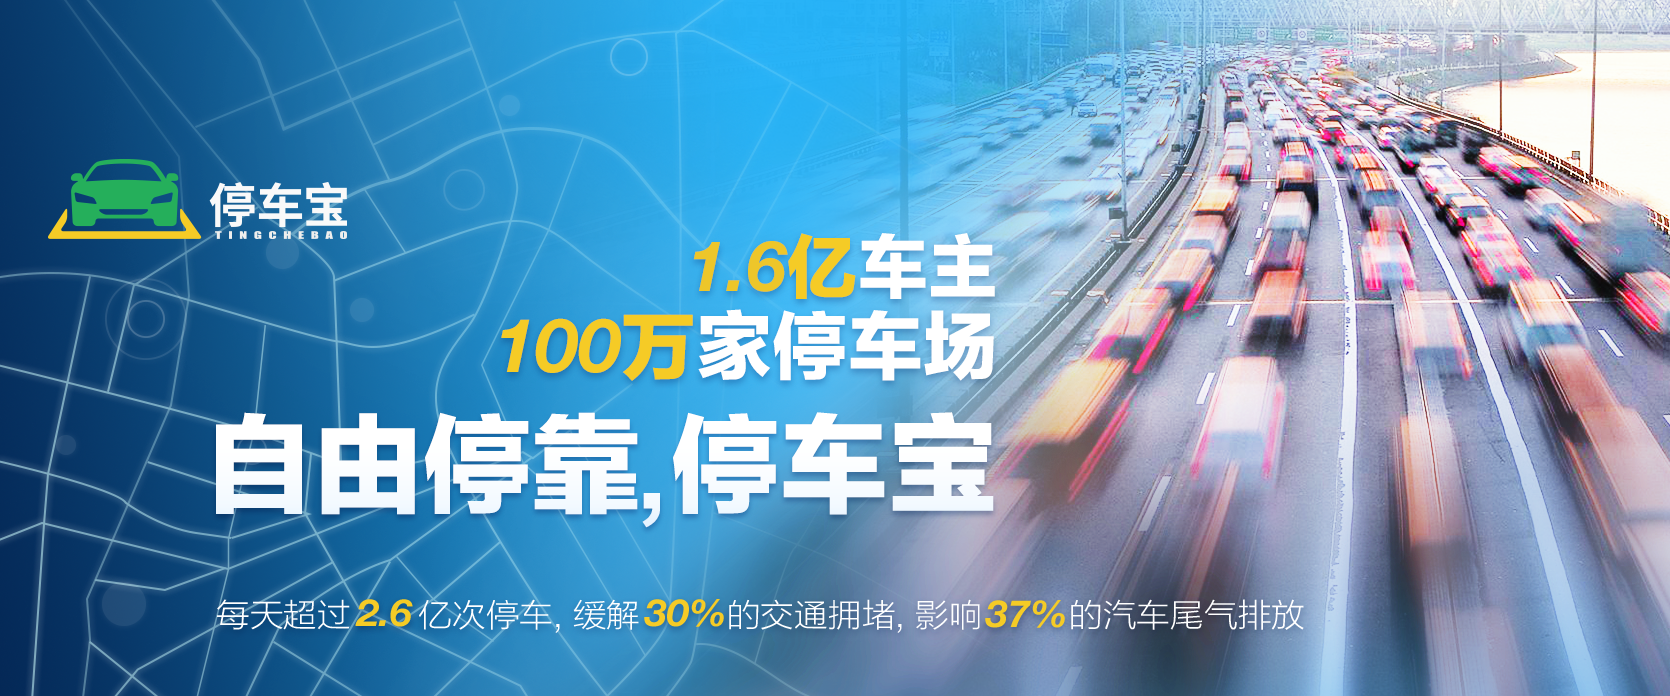 停车宝
TINGCHEBAO
1.6亿车主
100万家停车场
自由停靠,停车宝
每天超过2.6亿次停车, 缓解30%的交通拥堵, 影响37%的汽车尾气排放